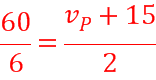 60/6 = (v_P + 15)/2